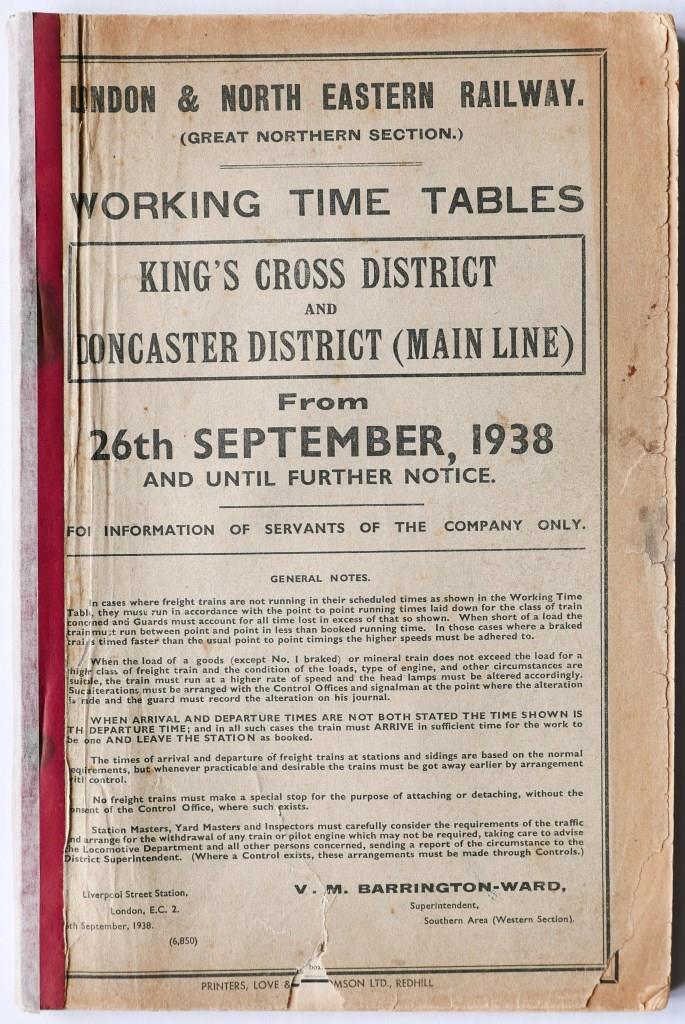 LONDON & NORTH EASTERN RAILWAY.
(GREAT NORTHERN SECTION.)
WORKING TIME TABLES
KING'S CROSS DISTRICT
AND
DONCASTER DISTRICT (MAIN LINE)
From
26th SEPTEMBER, 1938
AND UNTIL FURTHER NOTICE.
FOR INFORMATION OF SERVANTS OF THE COMPANY ONLY.
GENERAL NOTES.
In cases where freight trains are not running in their scheduled times as shown in the Working Time
Table, they must run in accordance with the point to point running times laid down for the class of train
concerned and Guards must account for all time lost in excess of that so shown. When short of a load the
train must run between point and point in less than booked running time. In those cases where a braked
train is timed faster than the usual point to point timings the higher speeds must be adhered to.
When the load of a goods (except No. 1 braked) or mineral train does not exceed the load for a
higher class of freight train and the condition of the loads, type of engine, and other circumstances are
suitable, the train must run at a higher rate of speed and the head lamps must be altered accordingly.
Such alterations must be arranged with the Control Offices and signalman at the point where the alteration
is made and the guard must record the alteration on his journal.
WHEN ARRIVAL AND DEPARTURE TIMES ARE NOT BOTH STATED THE TIME SHOWN IS
THE DEPARTURE TIME; and in all such cases the train must ARRIVE in sufficient time for the work to
be done AND LEAVE THE STATION as booked.
The times of arrival and departure of freight trains at stations and sidings are based on the normal
requirements, but whenever practicable and desirable the trains must be got away earlier by arrangement
with control.
No freight trains must make a special stop for the purpose of attaching or detaching, without the
consent of the Control Office, where such exists.
Station Masters, Yard Masters and Inspectors must carefully consider the requirements of the traffic
and arrange for the withdrawal of any train or pilot engine which may not be required, taking care to advise
the Locomotive Department and all other persons concerned, sending a report of the circumstance to the
District Superintendent. (Where a Control exists, these arrangements must be made through Controls.)
V. M. BARRINGTON-WARD,
Superintendent,
Southern Area (Western Section).
Liverpool Street Station,
London, E.C. 2.
th September, 1938.
(6,850)
box.
PRINTERS, LOVE & MSON LTD., REDHILL